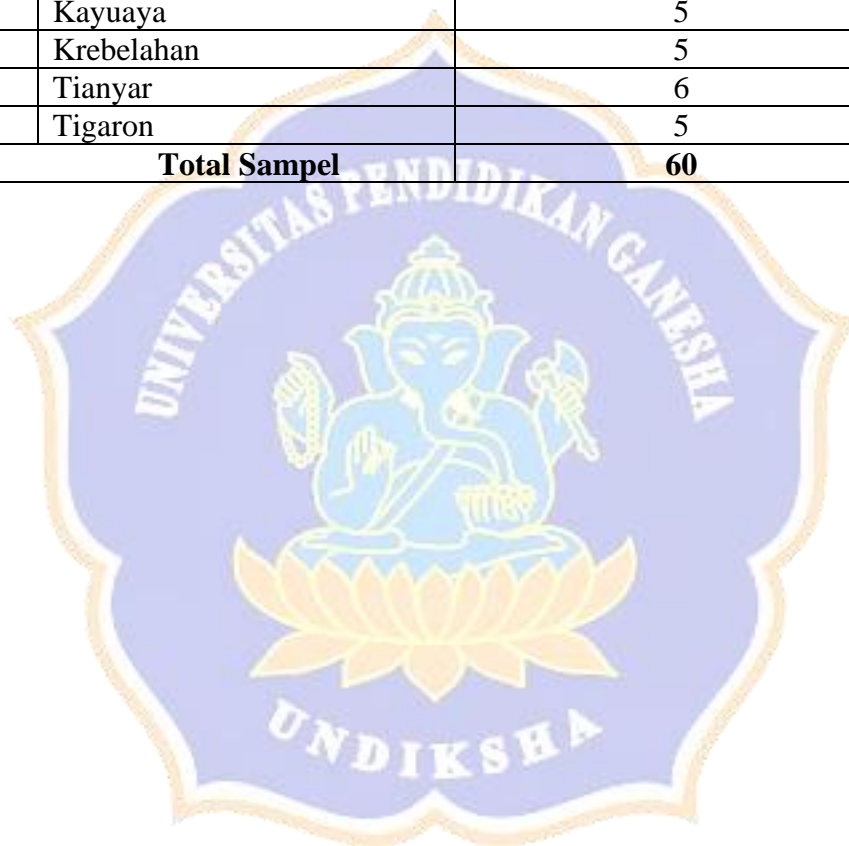 Kayuaya 5
Krebelahan 5
Tianyar 6
Tigaron 5
Total Sampel 60
UNIVERSITAS PENDIDIKAN GANESHA
UNDIKSHA